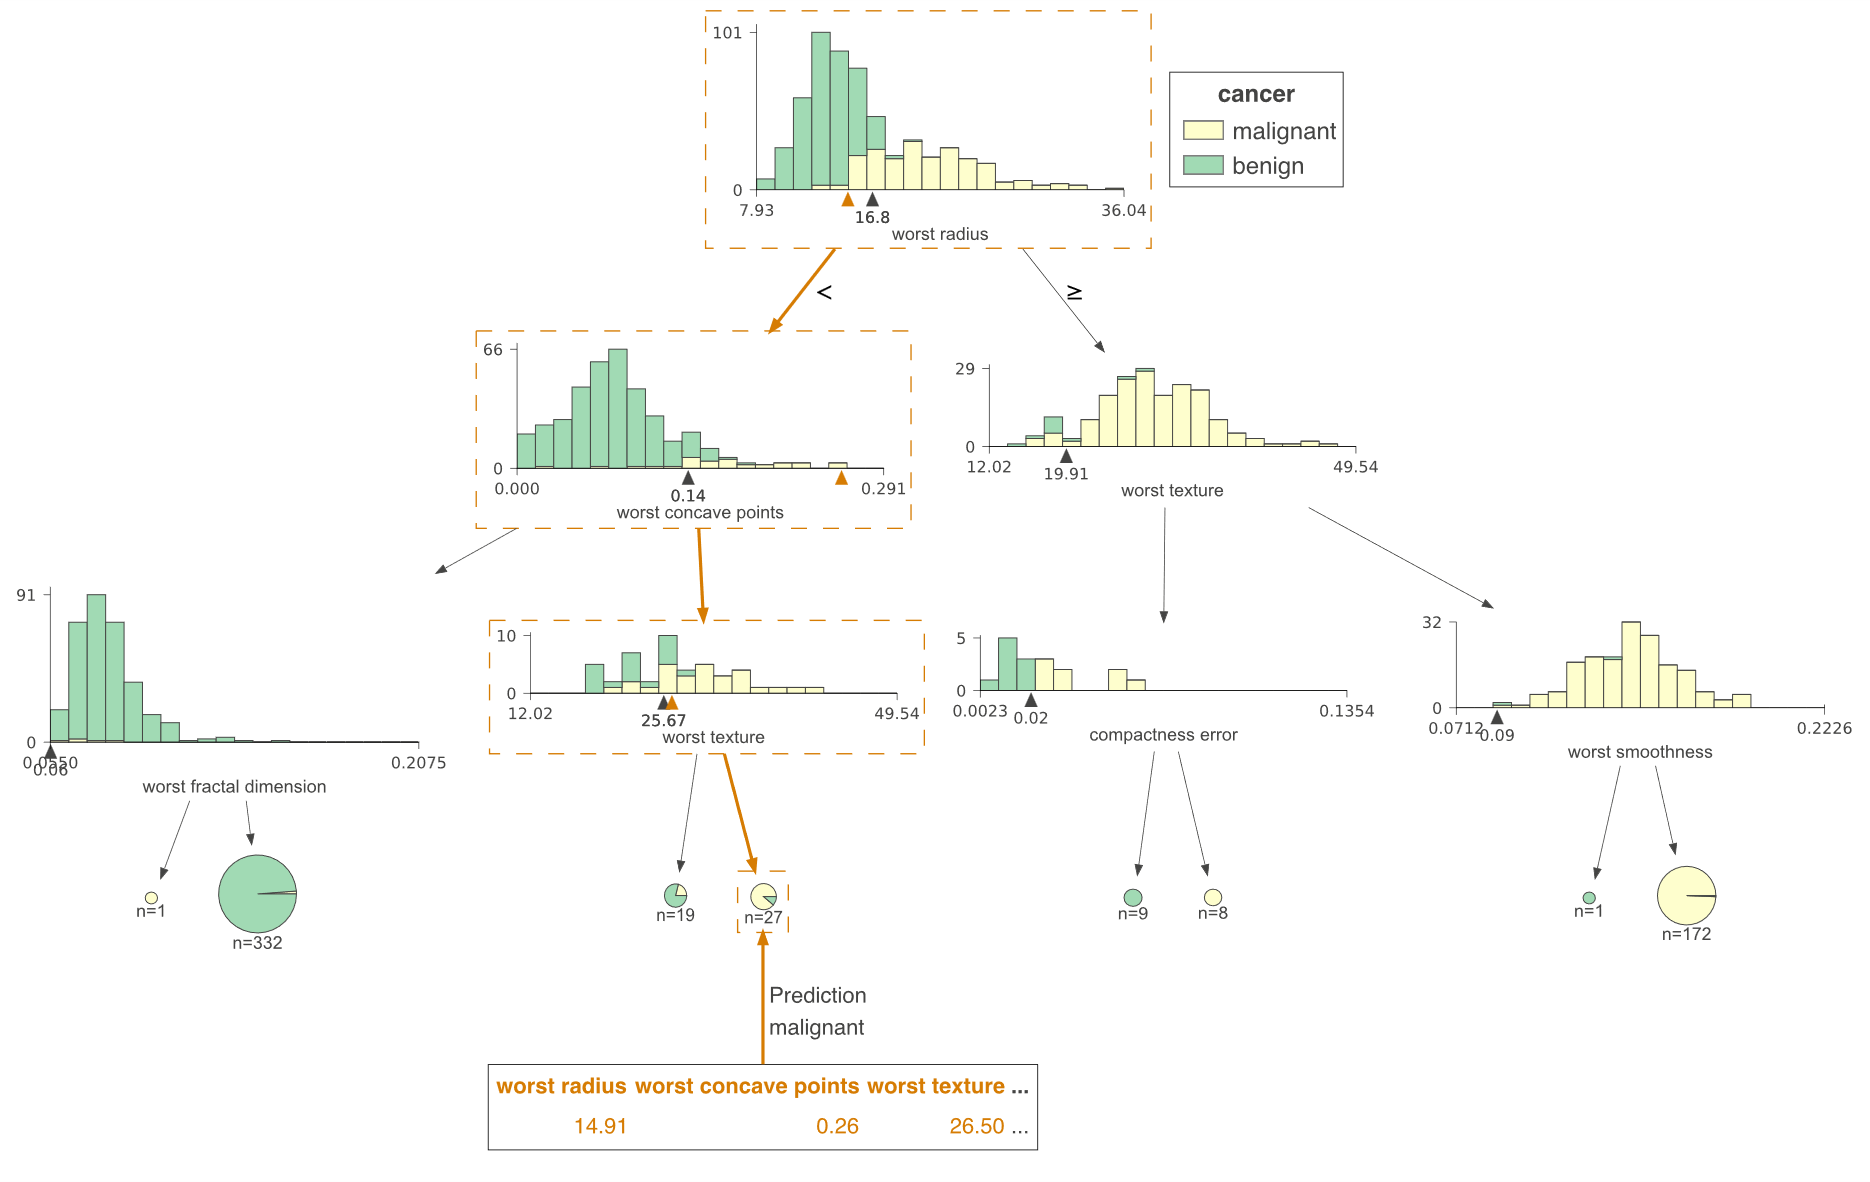 101
0
7.93
16.8
36.04
worst radius
cancer
malignant
benign
<
≥
66
0
0.000
0.14
0.291
worst concave points
29
0
12.02
19.91
49.54
worst texture
91
0
0.0550
0.06
0.2075
worst fractal dimension
10
0
12.02
25.67
49.54
worst texture
5
0
0.0023
0.02
0.1354
compactness error
32
0
0.0712
0.09
0.2226
worst smoothness
n=1
n=332
n=19
n=27
n=9
n=8
n=1
n=172
Prediction
malignant
worst radius worst concave points worst texture ...
14.91 0.26 26.50 ...